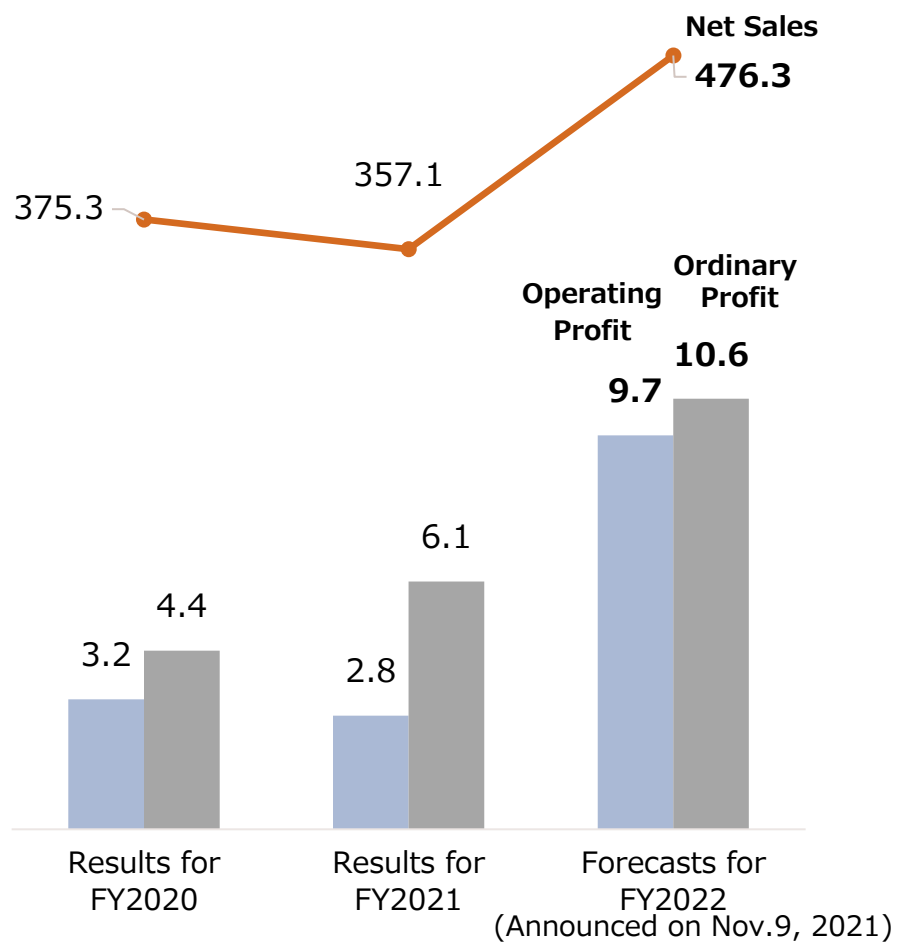 Net Sales
476.3
357.1
375.3
Ordinary
Profit
Operating
Profit
10.6
9.7
6.1
4.4
3.2
2.8
Results for
FY2020
Results for
FY2021
Forecasts for
FY2022
(Announced on Nov.9, 2021)